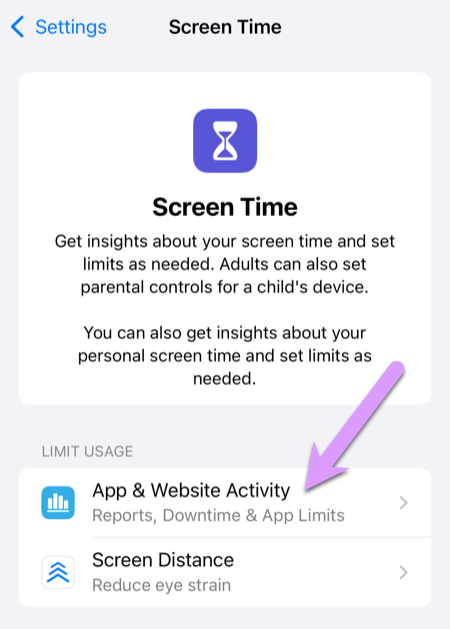 Settings
Screen Time
Screen Time
Get insights about your screen time and set
limits as needed. Adults can also set
parental controls for a child's device.
You can also get insights about your
personal screen time and set limits as
needed.
LIMIT USAGE
App & Website Activity
Reports, Downtime & App Limits
Screen Distance
Reduce eye strain